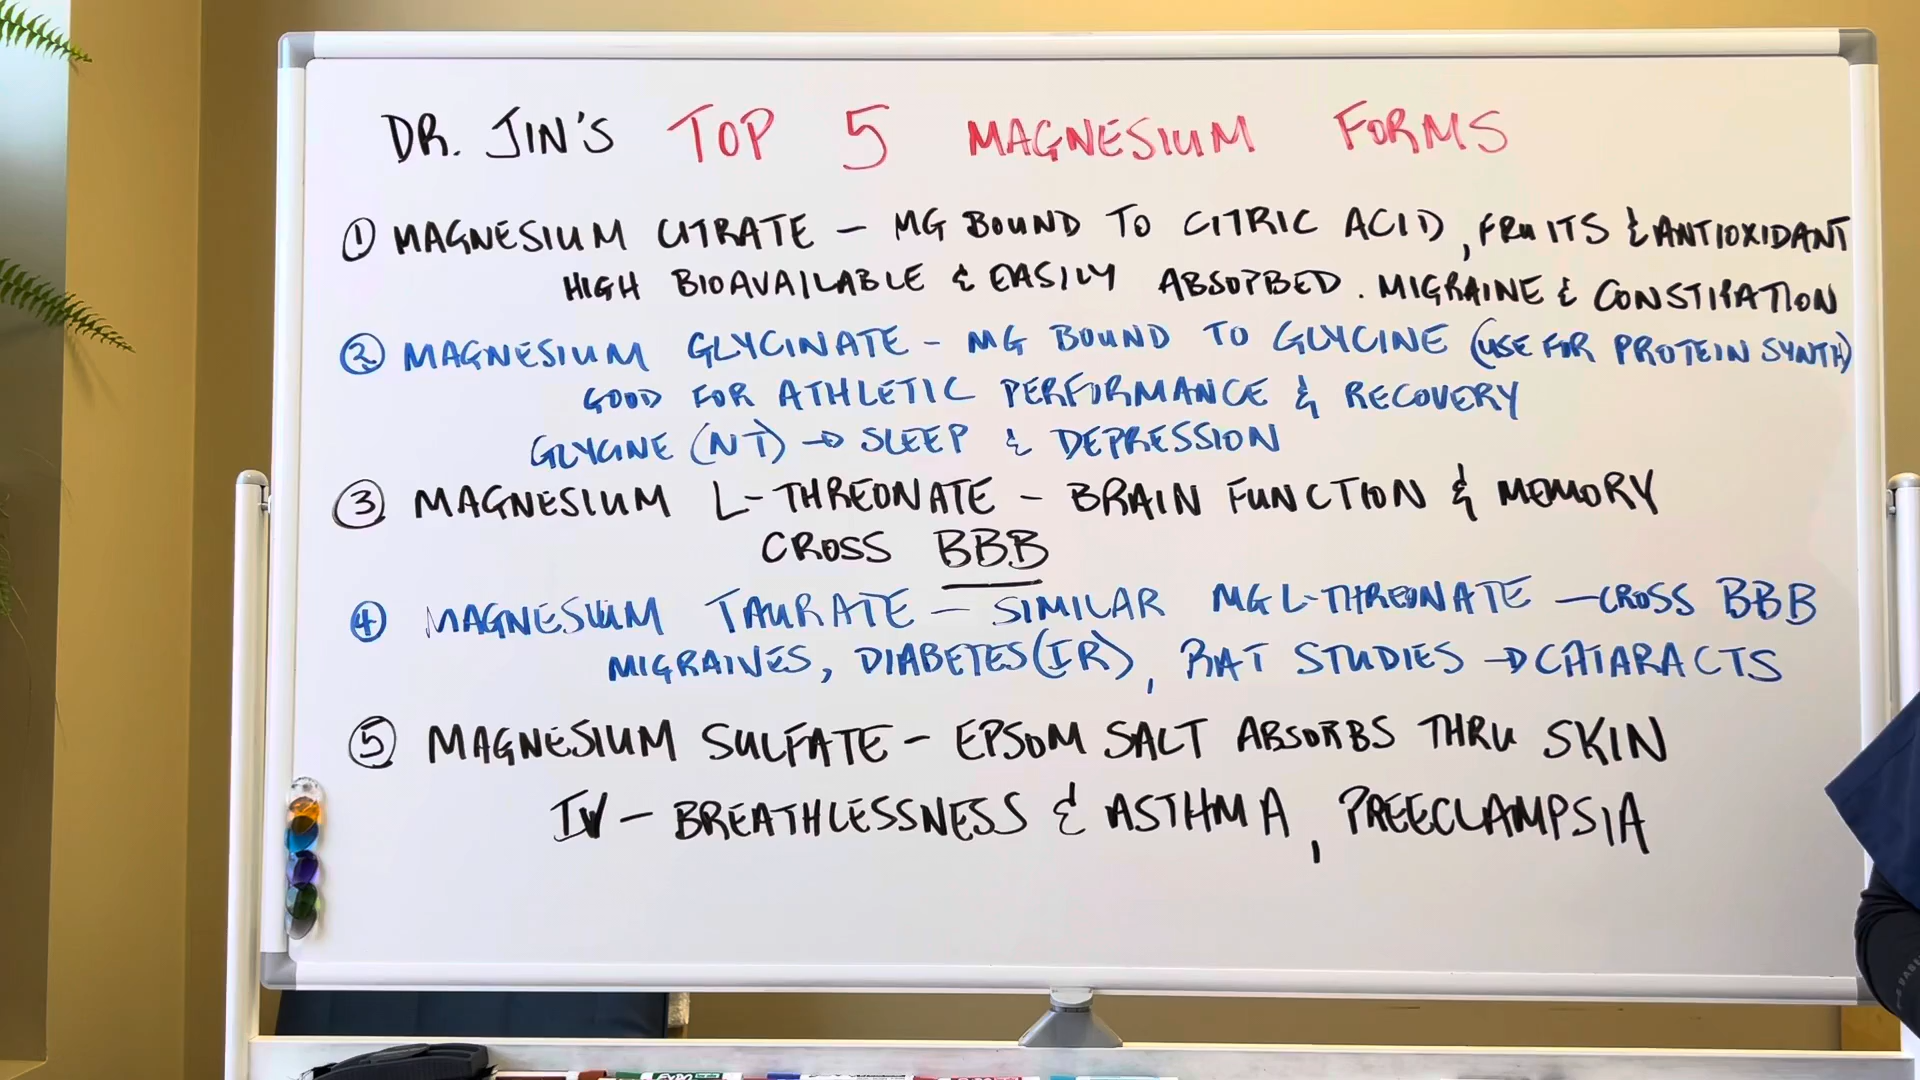 DR. JIN'S TOP 5 MAGNESIUM FORMS
① MAGNESIUM CITRATE – MG BOUND TO CITRIC ACID, FRUITS & ANTIOXIDANT
HIGH BIOAVAILABLE & EASILY ABSORBED. MIGRAINE & CONSTIPATION
② MAGNESIUM GLYCINATE – MG BOUND TO GLYCINE (USE FOR PROTEIN SYNTH)
GOOD FOR ATHLETIC PERFORMANCE & RECOVERY
GLYCINE (NT) → SLEEP & DEPRESSION
③ MAGNESIUM L-THREONATE – BRAIN FUNCTION & MEMORY
CROSS BBB
④ MAGNESIUM TAURATE – SIMILAR MG L-THREONATE – CROSS BBB
MIGRAINES, DIABETES (IR), RAT STUDIES → CATARACTS
⑤ MAGNESIUM SULFATE – EPSOM SALT ABSORBS THRU SKIN
IV – BREATHLESSNESS & ASTHMA, PREECLAMPSIA
EXPO